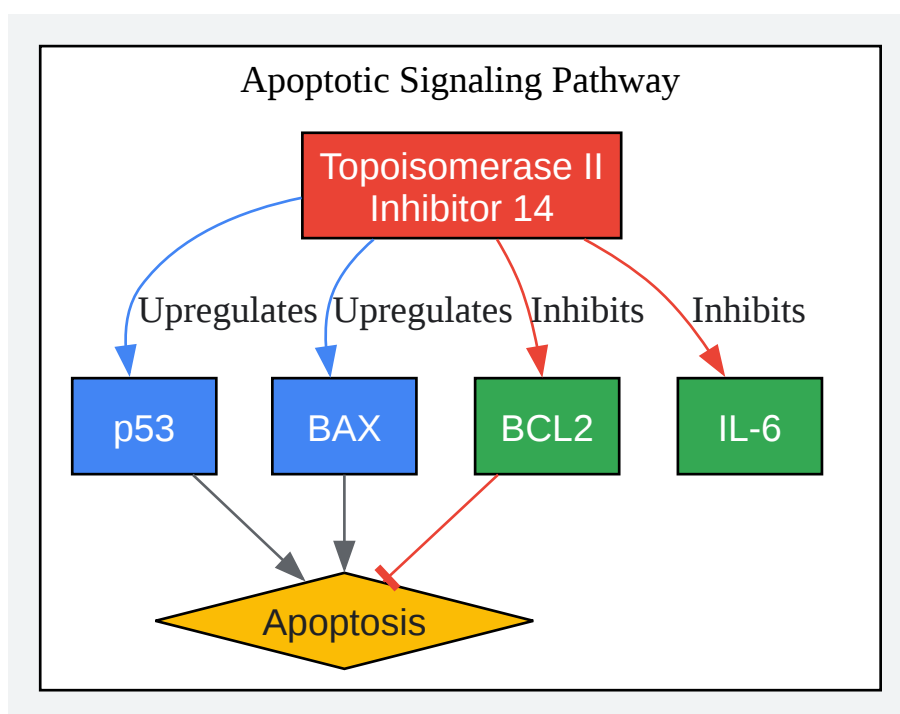 Apoptotic Signaling Pathway
Topoisomerase II
Inhibitor 14
Upregulates
Upregulates
Inhibits
Inhibits
p53
BAX
BCL2
IL-6
Apoptosis